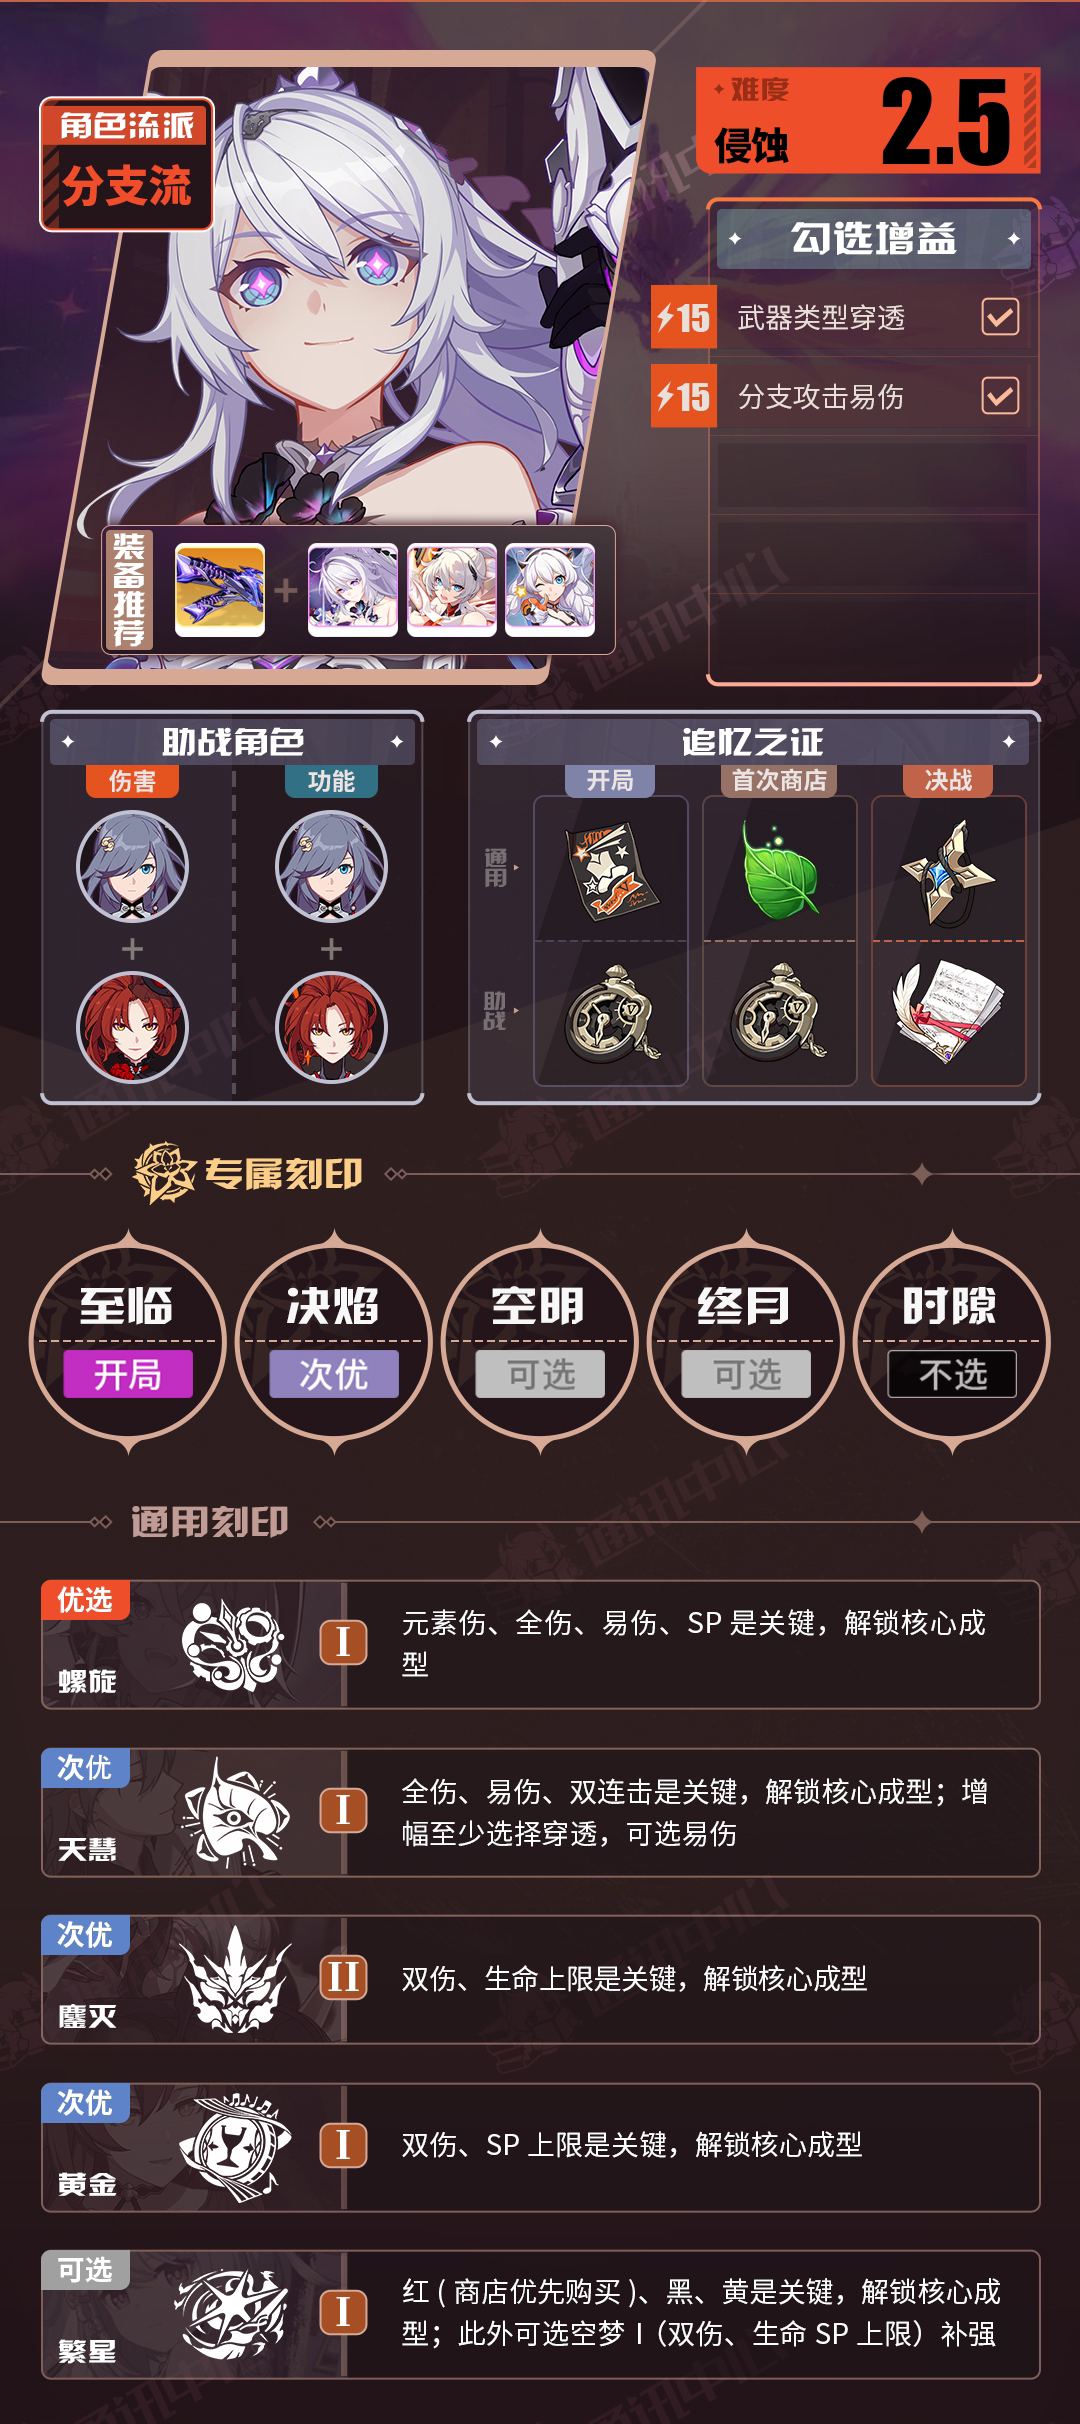 角色流派
分支流
难度
侵蚀
2.5
勾选增益
15
武器类型穿透
15
分支攻击易伤
装备推荐
助战角色
伤害
功能
追忆之证
开局
首次商店
决战
通用
助战
专属刻印
至临
开局
决焰
次优
空明
可选
终月
可选
时隙
不选
通用刻印
优选
螺旋
I
元素伤、全伤、易伤、SP 是关键，解锁核心成
型
次优
天慧
I
全伤、易伤、双连击是关键，解锁核心成型；增
幅至少选择穿透，可选易伤
次优
鏖灭
II
双伤、生命上限是关键，解锁核心成型
次优
黄金
I
双伤、SP 上限是关键，解锁核心成型
可选
繁星
I
红 ( 商店优先购买 )、黑、黄是关键，解锁核心成
型；此外可选空梦 I（双伤、生命 SP 上限）补强
通讯中心